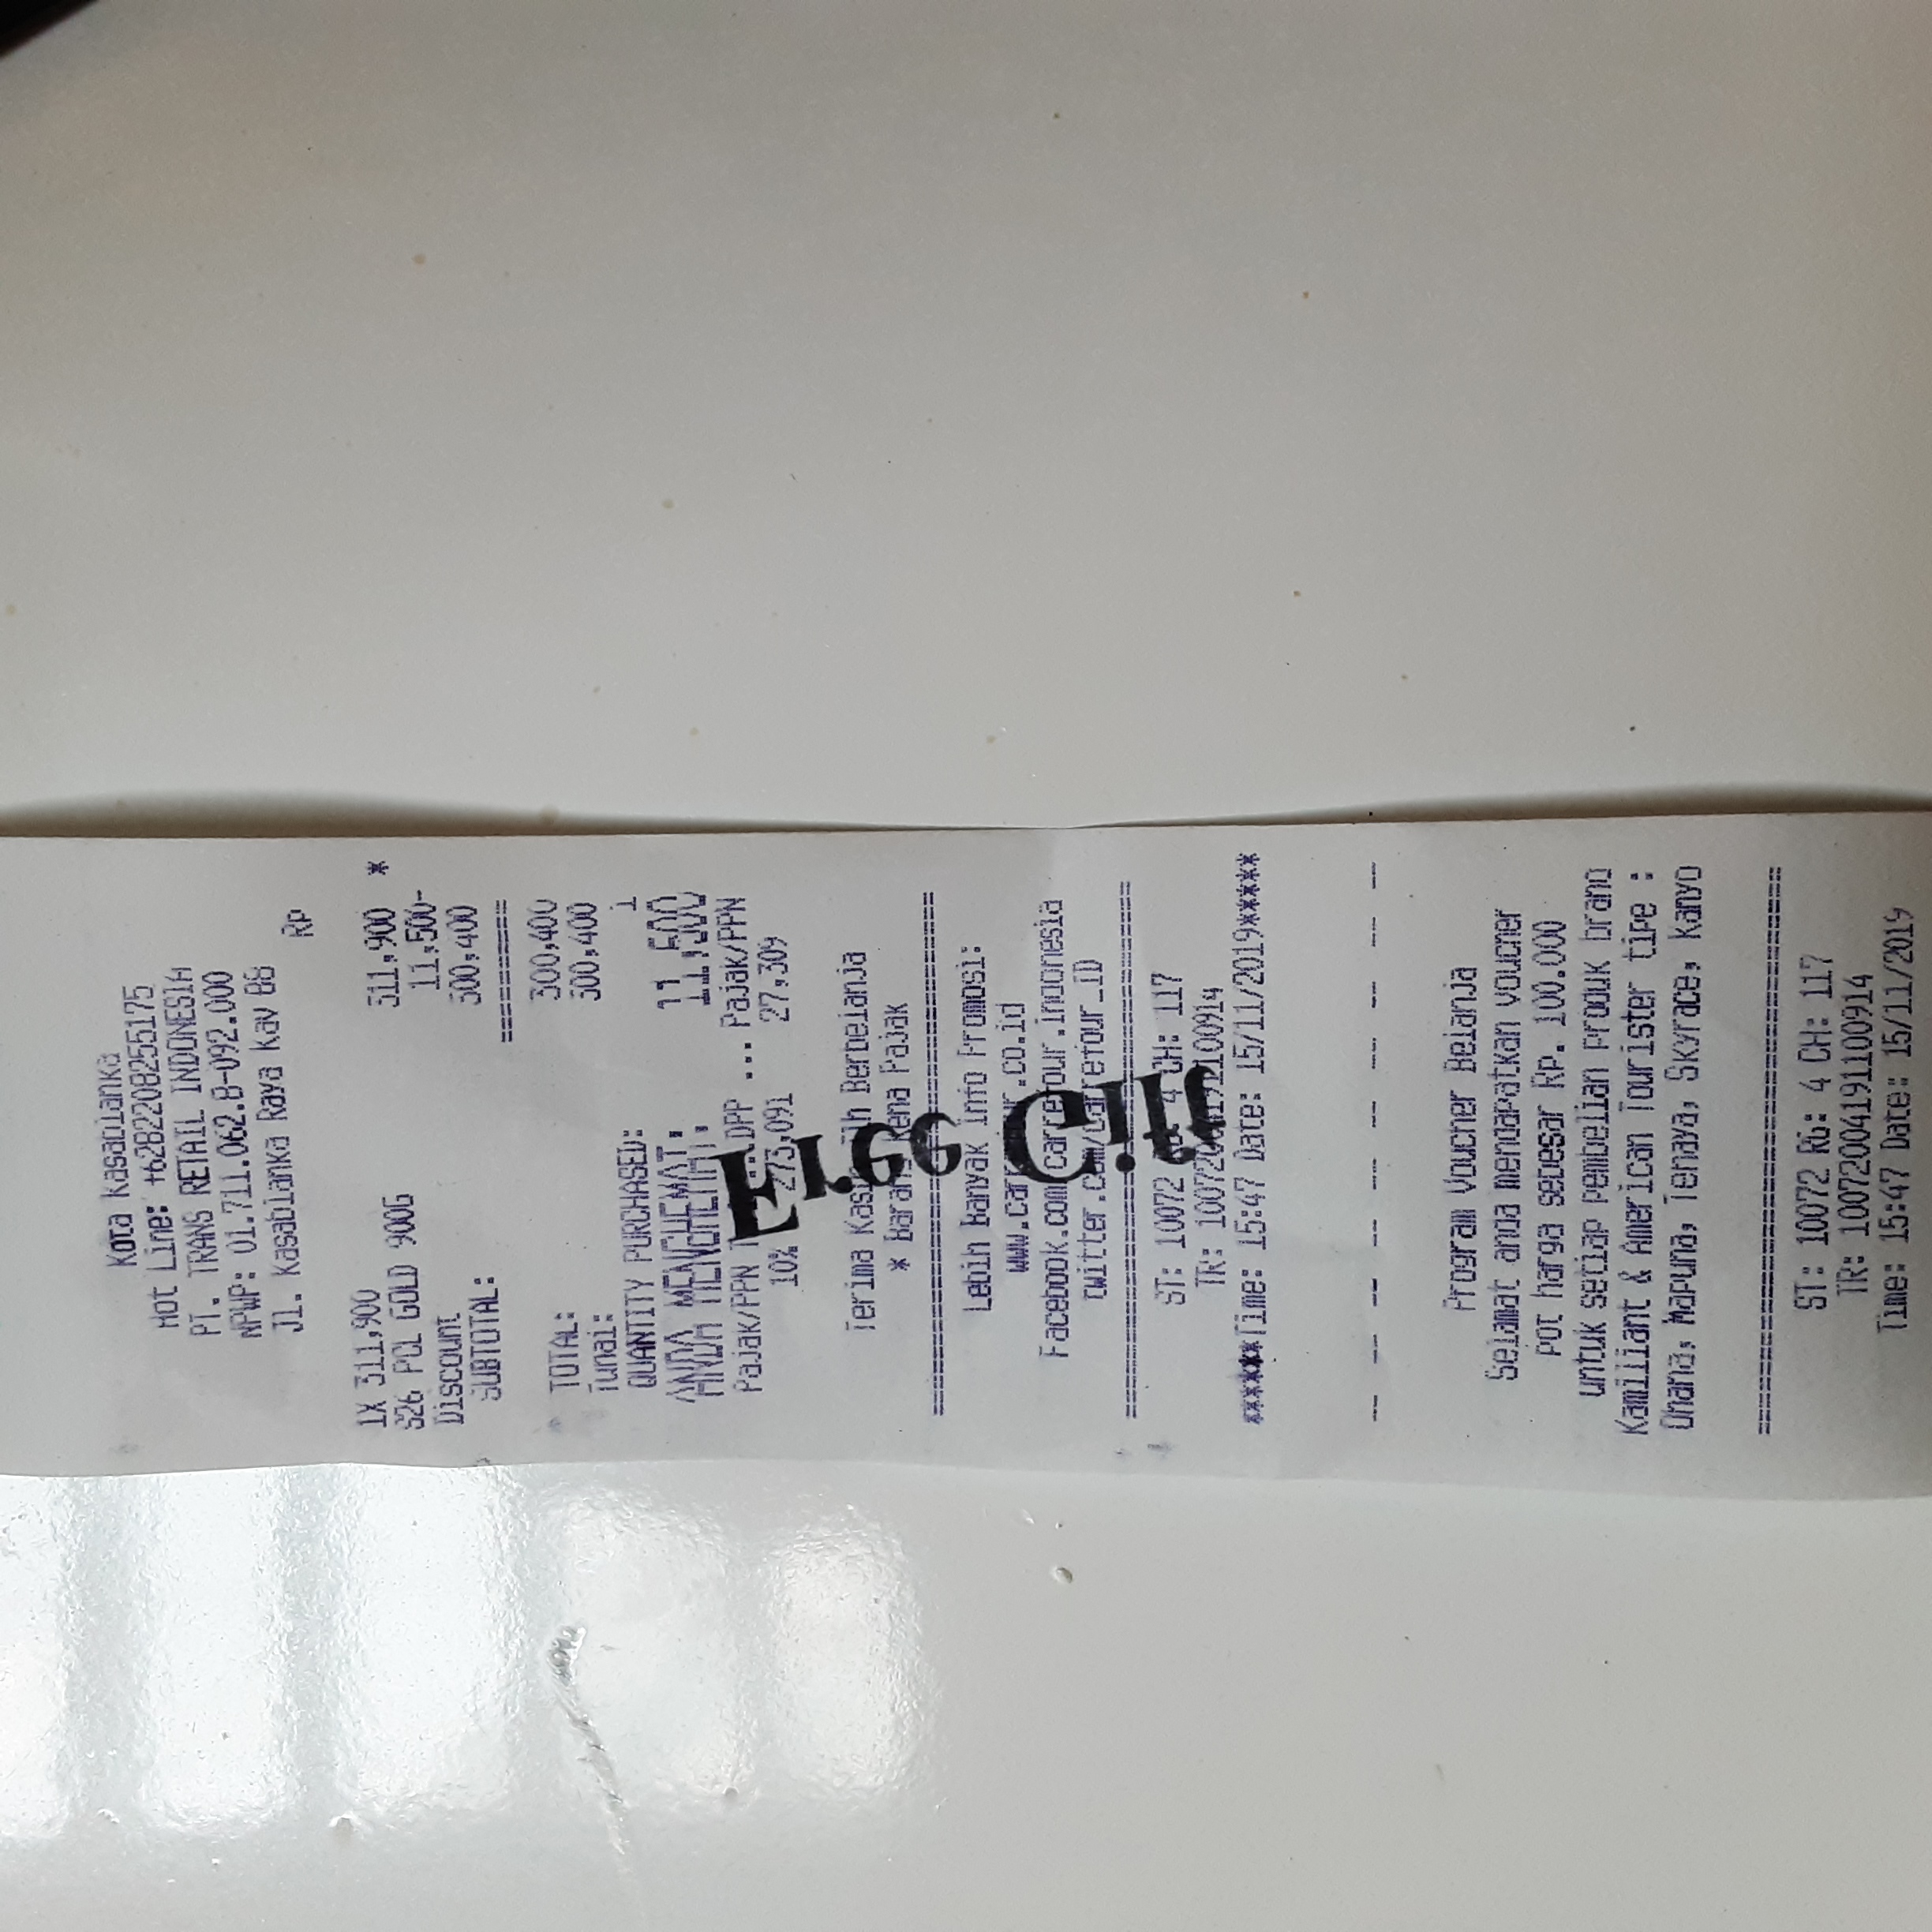 Kota Kasablanka
Hot Line: +6282208255175
PT. TRANS RETAIL INDONESIA
NPWP: 01.711.062.8-092.000
Jl. Kasablanka Raya Kav 88
Rp
1X 311,900
S26 PCL GOLD 900G 311,900 *
Discount 11,500-
SUBTOTAL: 300,400
==========
TOTAL: 300,400
Tunai: 300,400
QUANTITY PURCHASED: 1
ANDA MENGHEMAT: 11,500
Pajak/PPN DPP ... Pajak/PPN
10% 273,091 27,309
Terima Kasih Tlh Berbelanja
* Barang Kena Pajak
Lebih Banyak Info Promosi:
www.carrefour.co.id
Facebook.com/carrefour.indonesia
twitter.com/carrefour_ID
ST: 10072 RG: 4 CH: 117
TR: 10072004191100914
******Time: 15:47 Date: 15/11/2019*****
Free Gift
Program Voucher Belanja
Selamat anda mendapatkan voucher
pot harga sebesar Rp. 100.000
untuk setiap pembelian produk brand
Kamiliant & American Tourister tipe :
Ohana, Mapuna, Tenaya, Skyrace, Kanyo
ST: 10072 RG: 4 CH: 117
TR: 10072004191100914
Time: 15:47 Date: 15/11/2019